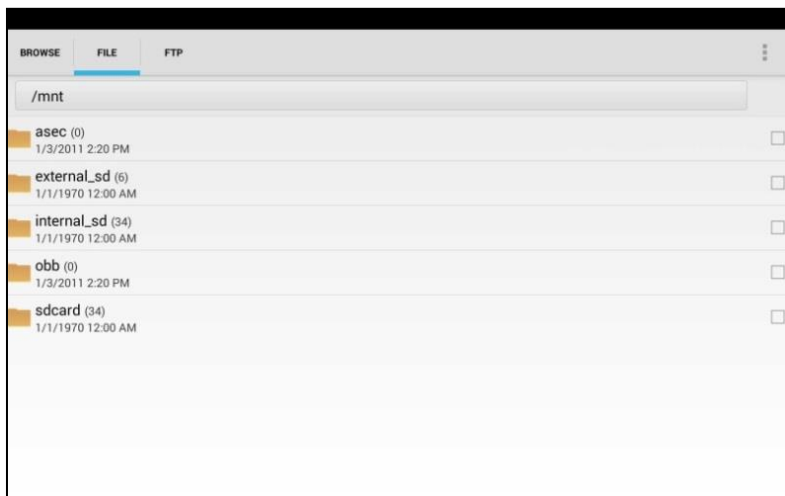 BROWSE FILE FTP
/mnt
asec (0)
1/3/2011 2:20 PM
external_sd (6)
1/1/1970 12:00 AM
internal_sd (34)
1/1/1970 12:00 AM
obb (0)
1/3/2011 2:20 PM
sdcard (34)
1/1/1970 12:00 AM